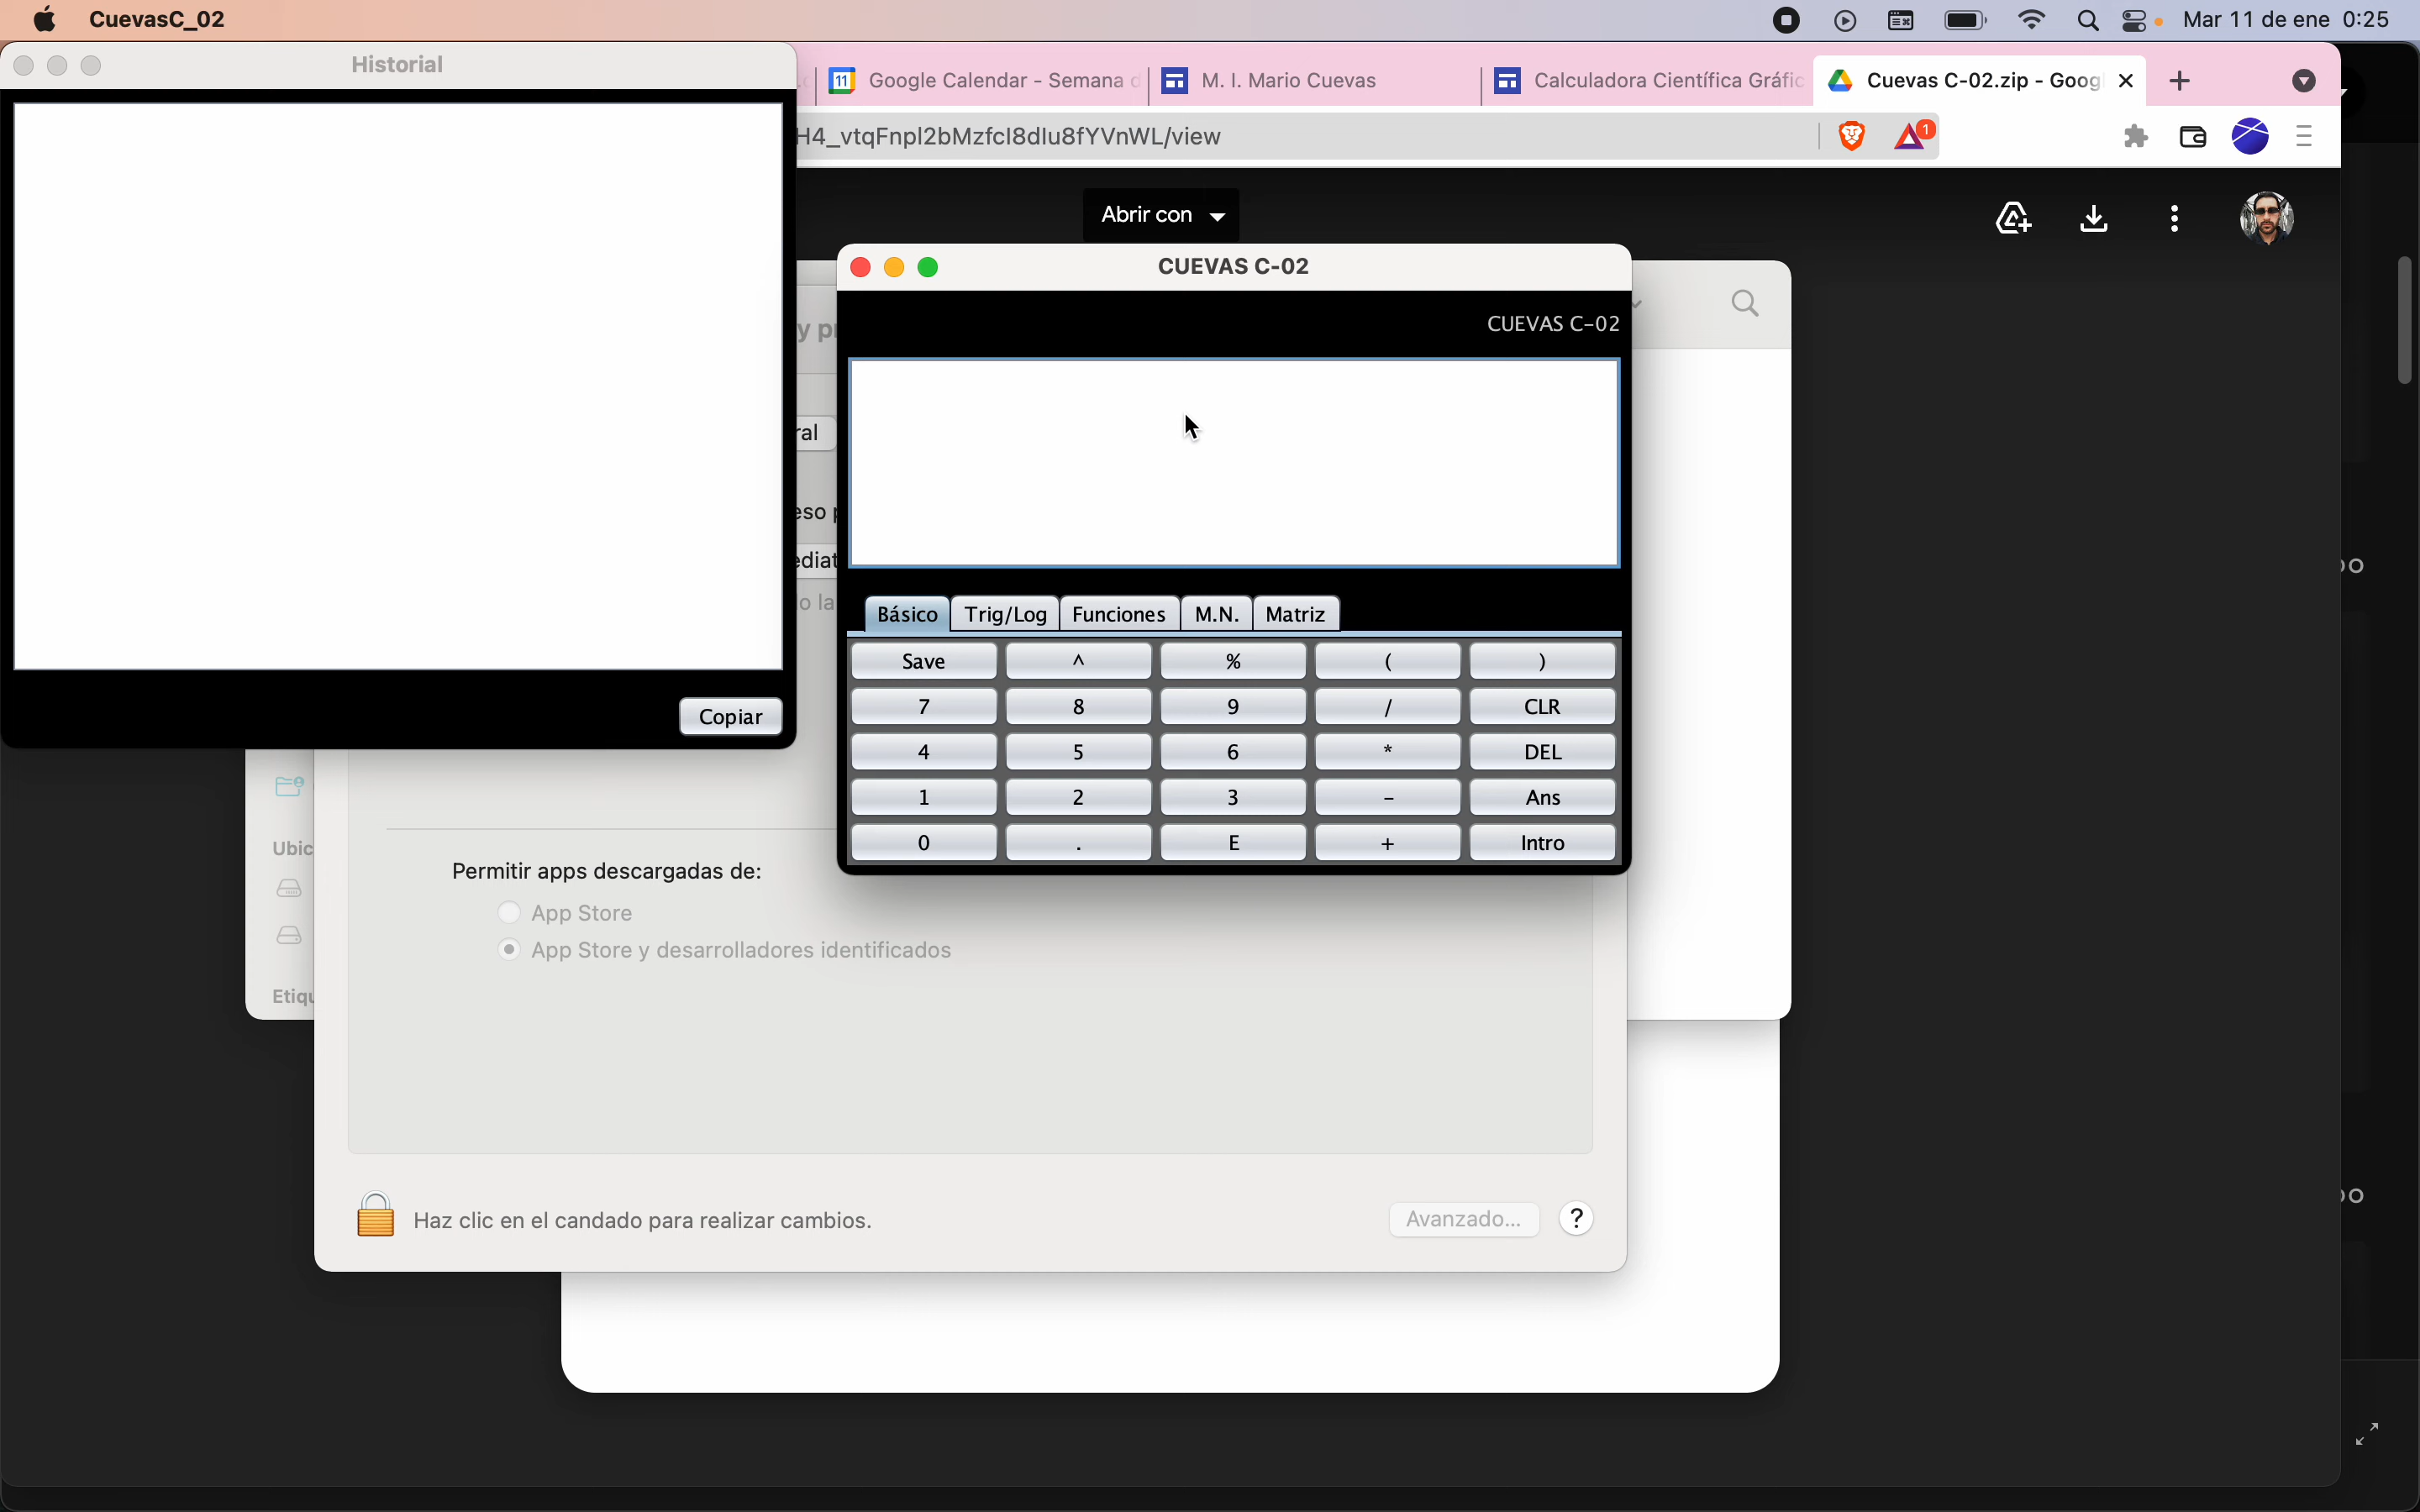 CuevasC_02
Mar 11 de ene 0:25
Historial
11
Google Calendar - Semana d
M. I. Mario Cuevas
Calculadora Científica Gráfic
Cuevas C-02.zip - Goog
H4_vtqFnpl2bMzfcI8dIu8fYVnWL/view
1
Abrir con
CUEVAS C-02
CUEVAS C-02
Básico Trig/Log Funciones M.N. Matriz
Save ^ % ( )
7 8 9 / CLR
4 5 6 * DEL
1 2 3 - Ans
0 . E + Intro
Copiar
Permitir apps descargadas de:
App Store
App Store y desarrolladores identificados
Haz clic en el candado para realizar cambios.
Avanzado...
?